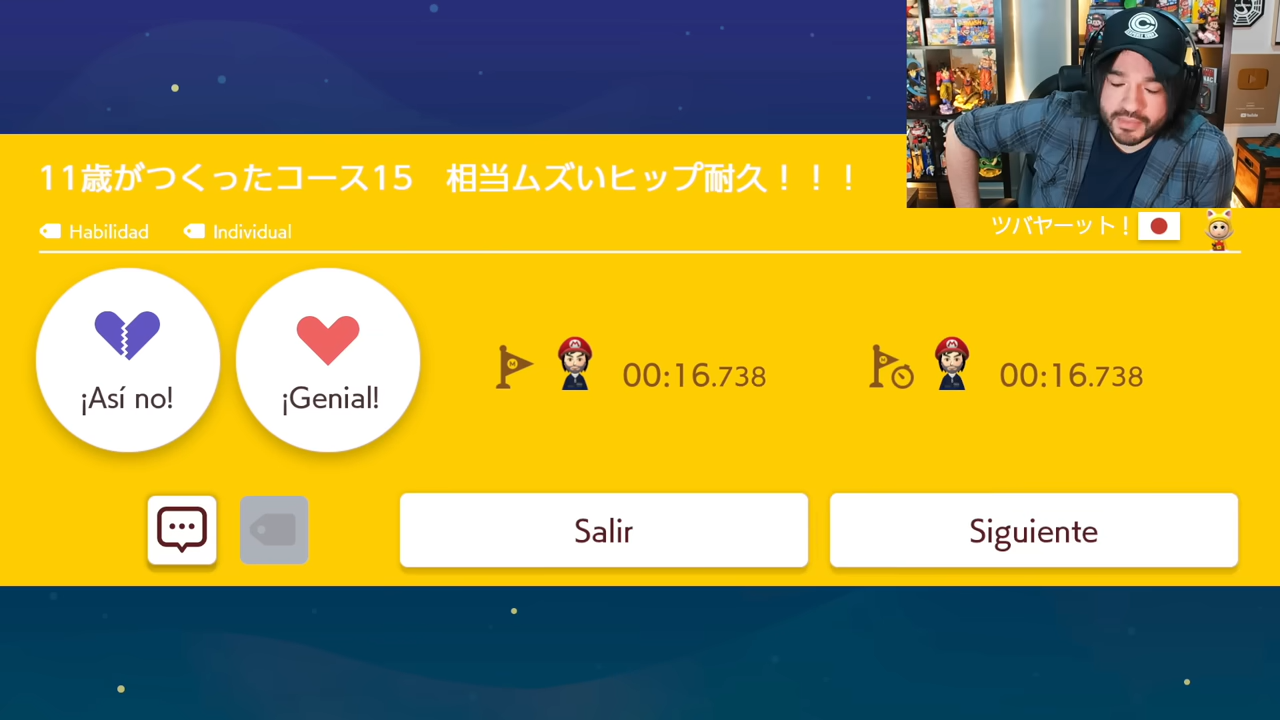 11歳がつくったコース15　相当ムズいヒップ耐久！！！
Habilidad Individual
ツバヤーット！
¡Así no! ¡Genial! 00:16.738 00:16.738
Salir Siguiente